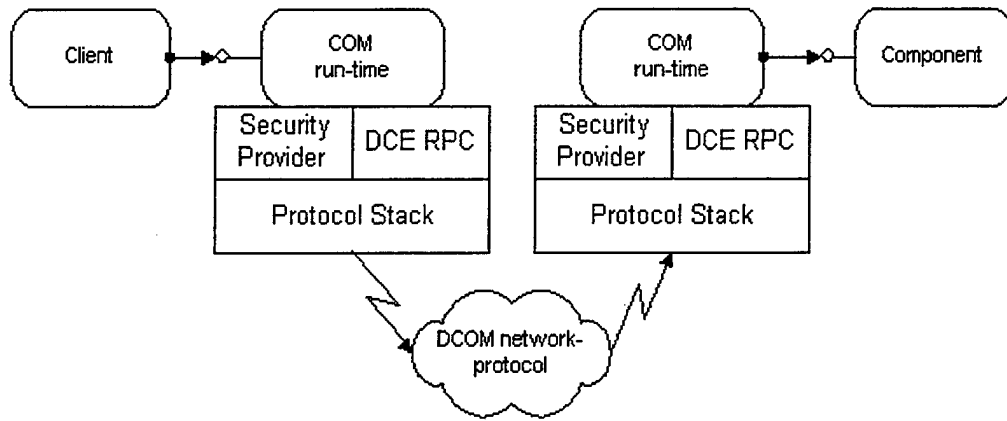 Client
COM
run-time
COM
run-time
Component
Security
Provider
DCE RPC
Security
Provider
DCE RPC
Protocol Stack
Protocol Stack
DCOM network-
protocol